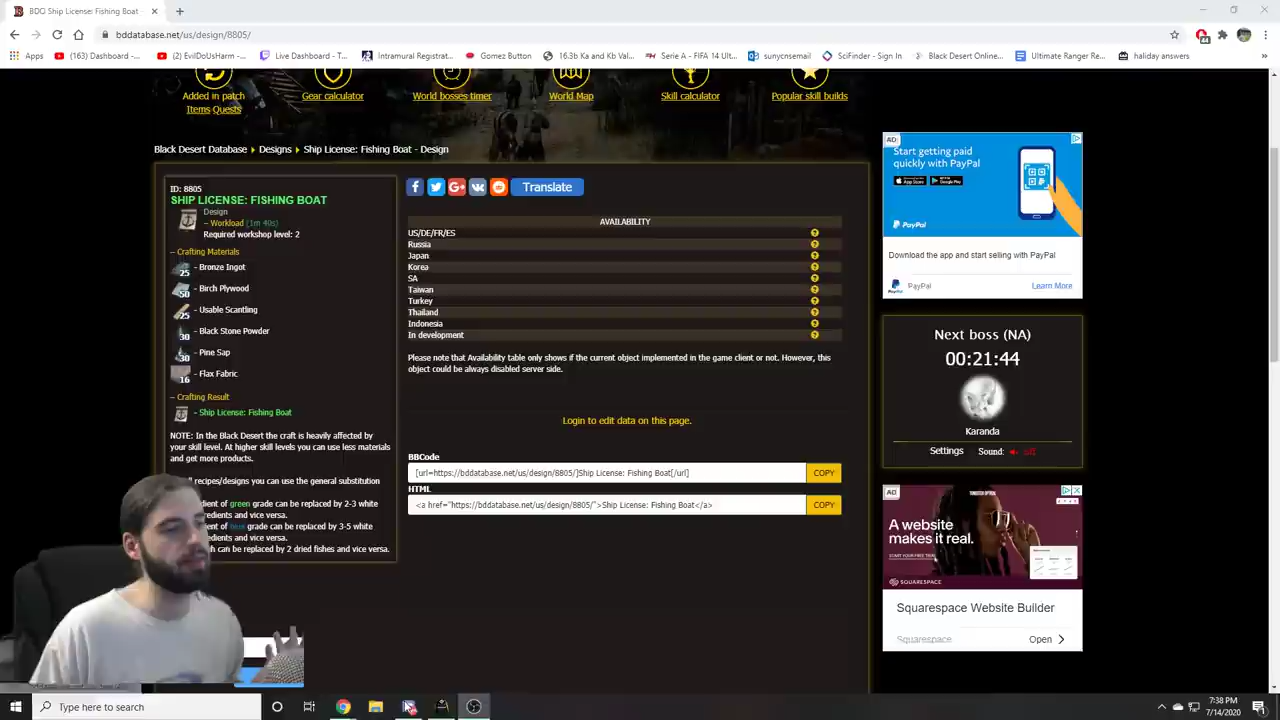 BDO Ship License: Fishing Boat
bddatabase.net/us/design/8805/
Apps
(163) Dashboard -...
(2) EvilDoUsHarm -...
Live Dashboard - T...
Intramural Registrat...
Gomez Button
16.3b Ka and Kb Val...
Serie A - FIFA 14 Ult...
sunycnsemail
SciFinder - Sign In
Black Desert Online...
Ultimate Ranger Re...
haliday answers
Added in patch
Items Quests
Gear calculator
World bosses timer
World Map
Skill calculator
Popular skill builds
Black Desert Database Designs Ship License: Fishing Boat - Design
ID: 8805
SHIP LICENSE: FISHING BOAT
Design
– Workload (1m 49s)
Required workshop level: 2
– Crafting Materials
25 - Bronze Ingot
50 - Birch Plywood
25 - Usable Scantling
30 - Black Stone Powder
30 - Pine Sap
16 - Flax Fabric
– Crafting Result
- Ship License: Fishing Boat
NOTE: In the Black Desert the craft is heavily affected by
your skill level. At higher skill levels you can use less materials
and get more products.
recipes/designs you can use the general substitution
of green grade can be replaced by 2-3 white
and vice versa.
of grade can be replaced by 3-5 white
and vice versa.
can be replaced by 2 dried fishes and vice versa.
Translate
AVAILABILITY
US/DE/FR/ES
Russia
Japan
Korea
SA
Taiwan
Turkey
Thailand
Indonesia
In development
Please note that Availability table only shows if the current object implemented in the game client or not. However, this
object could be always disabled server side.
Login to edit data on this page.
BBCode
[url=https://bddatabase.net/us/design/8805/]Ship License: Fishing Boat[/url]
COPY
HTML
<a href="https://bddatabase.net/us/design/8805/">Ship License: Fishing Boat</a>
COPY
AD
Start getting paid
quickly with PayPal
App Store
Google Play
PayPal
Download the app and start selling with PayPal
PayPal
Learn More
Next boss (NA)
00:21:44
Karanda
Settings Sound: off
AD
A website
makes it real.
START YOUR FREE TRIAL
SQUARESPACE
Squarespace Website Builder
Squarespace
Open
Type here to search
7:38 PM
7/14/2020